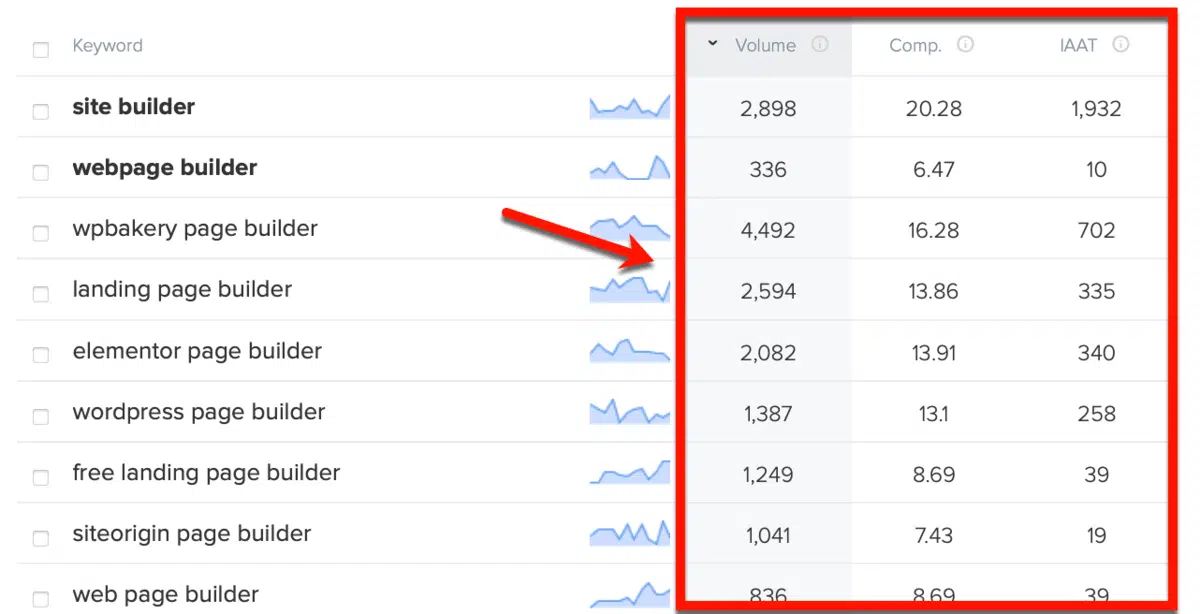 Keyword Volume Comp. IAAT
site builder 2,898 20.28 1,932
webpage builder 336 6.47 10
wpbakery page builder 4,492 16.28 702
landing page builder 2,594 13.86 335
elementor page builder 2,082 13.91 340
wordpress page builder 1,387 13.1 258
free landing page builder 1,249 8.69 39
siteorigin page builder 1,041 7.43 19
web page builder 836 8.69 39